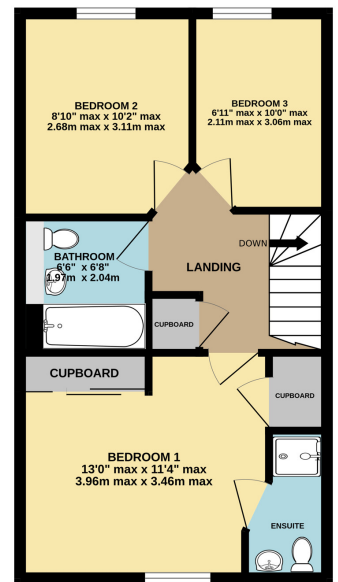 BEDROOM 2
8'10" max x 10'2" max
2.68m max x 3.11m max
BEDROOM 3
6'11" max x 10'0" max
2.11m max x 3.06m max
DOWN
BATHROOM
6'6" x 6'8"
1.97m x 2.04m
LANDING
CUPBOARD
CUPBOARD
CUPBOARD
BEDROOM 1
13'0" max x 11'4" max
3.96m max x 3.46m max
ENSUITE